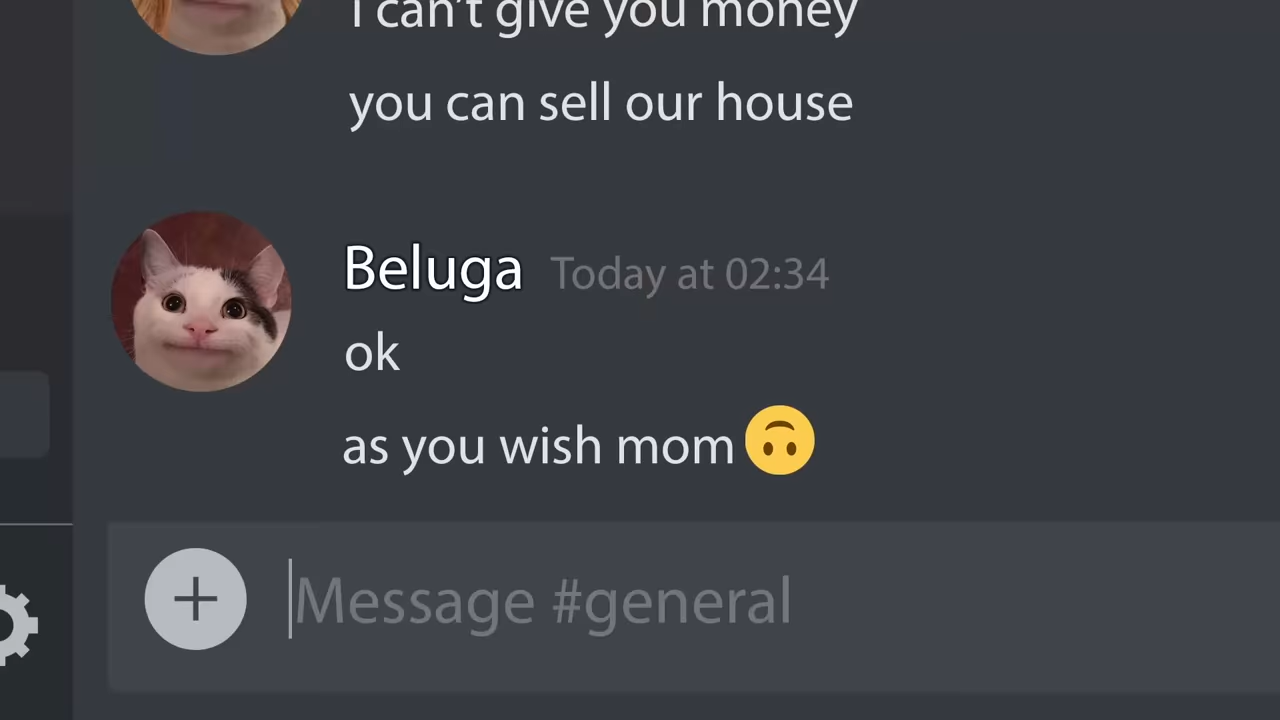 I can't give you money
you can sell our house
Beluga Today at 02:34
ok
as you wish mom🙃
Message #general